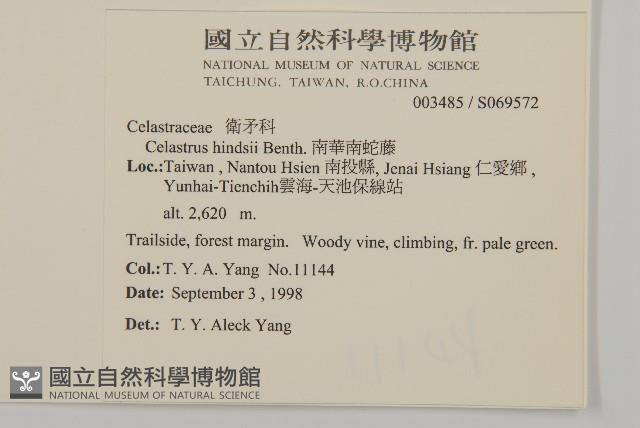 國立自然科學博物館
NATIONAL MUSEUM OF NATURAL SCIENCE
TAICHUNG, TAIWAN, R.O.CHINA
003485 / S069572
Celastraceae 衛矛科
Celastrus hindsii Benth. 南華南蛇藤
Loc.:Taiwan , Nantou Hsien 南投縣, Jenai Hsiang 仁愛鄉 ,
Yunhai-Tienchih雲海-天池保線站
alt. 2,620 m.
Trailside, forest margin. Woody vine, climbing, fr. pale green.
Col.: T. Y. A. Yang No.11144
Date: September 3 , 1998
Det.: T. Y. Aleck Yang
國立自然科學博物館
NATIONAL MUSEUM OF NATURAL SCIENCE